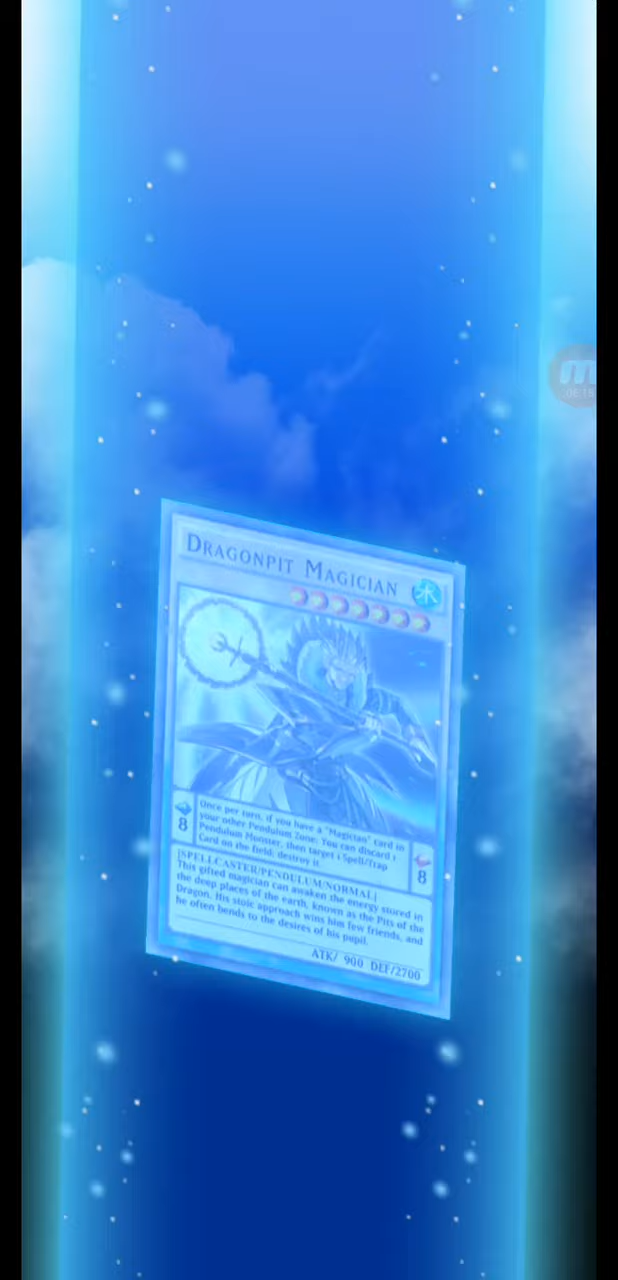 DRAGONPIT MAGICIAN
水
Once per turn, if you have a "Magician" card in
your other Pendulum Zone: You can discard 1
Pendulum Monster, then target 1 Spell/Trap
Card on the field; destroy it.
8
8
[SPELLCASTER/PENDULUM/NORMAL]
This gifted magician can awaken the energy stored in
the deep places of the earth, known as the Pits of the
Dragon. His stoic approach wins him few friends, and
he often bends to the desires of his pupil.
ATK/ 900 DEF/2700